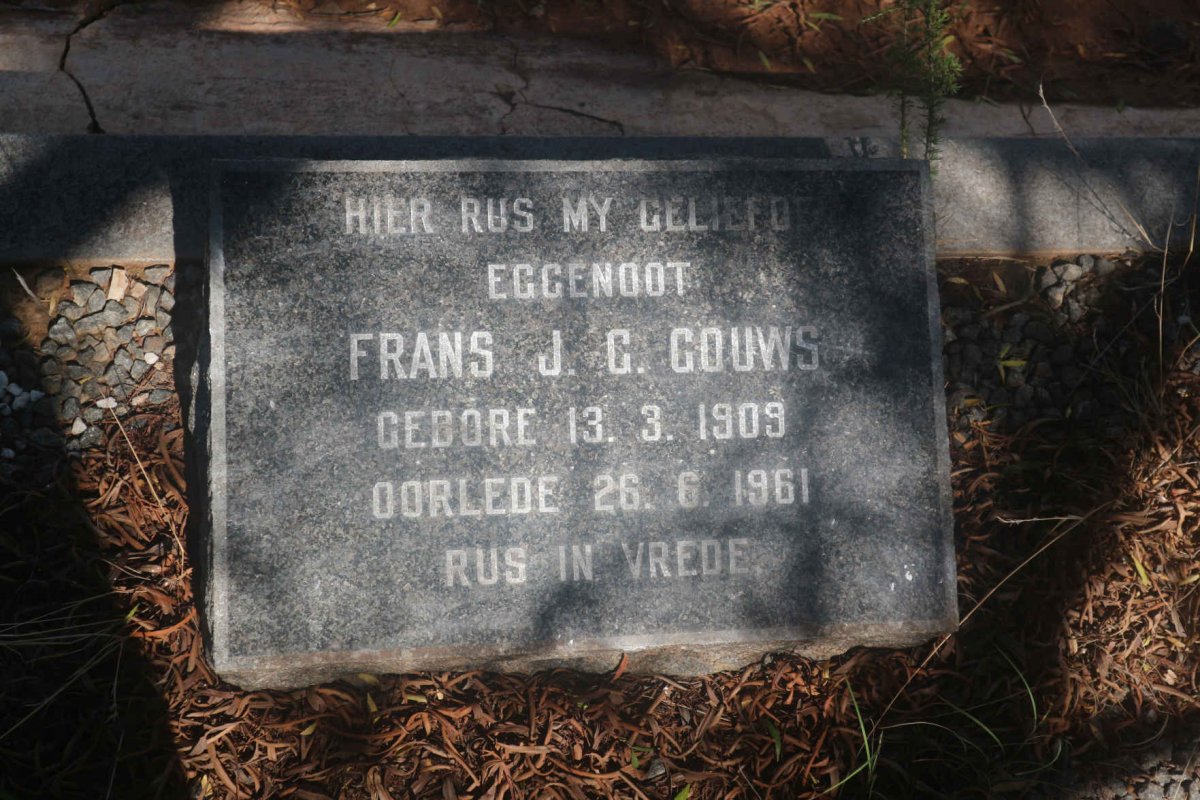 HIER RUS MY GELIEFDE
EGGENOOT
FRANS J. G. GOUWS
GEBORE 13. 3. 1909
OORLEDE 26. 6. 1961
RUS IN VREDE.